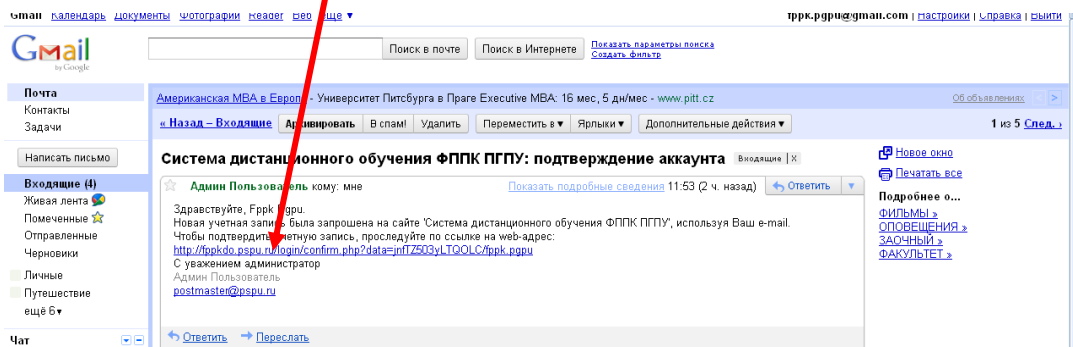 Gmail Календарь Документы Фотографии Reader Веб ещё ▼
fppk.pgpu@gmail.com | Настройки | Справка | Выйти
Gmail
by Google
Поиск в почте
Поиск в Интернете
Показать параметры поиска
Создать фильтр
Почта
Контакты
Задачи
Написать письмо
Входящие (4)
Живая лента
Помеченные
Отправленные
Черновики
Личные
Путешествие
ещё 6▼
Чат
Американская MBA в Европе - Университет Питсбурга в Праге Executive MBA: 16 мес, 5 дн/мес - www.pitt.cz
Об объявлениях < >
« Назад – Входящие Архивировать В спам! Удалить Переместить в ▼ Ярлыки ▼ Дополнительные действия ▼ 1 из 5 След. ›
Система дистанционного обучения ФППК ПГПУ: подтверждение аккаунта Входящие | X
Админ Пользователь кому: мне Показать подробные сведения 11:53 (2 ч. назад) Ответить ▼
Здравствуйте, Fppk Pgpu.
Новая учетная запись была запрошена на сайте 'Система дистанционного обучения ФППК ПГПУ', используя Ваш e-mail.
Чтобы подтвердить учетную запись, проследуйте по ссылке на web-адрес:
http://fppkdo.pspu.ru/login/confirm.php?data=jnfTZ503yLTQOLC/fppk.pgpu
С уважением администратор
Админ Пользователь
postmaster@pspu.ru
Ответить Переслать
Новое окно
Печатать все
Подробнее о...
ФИЛЬМЫ »
ОПОВЕЩЕНИЯ »
ЗАОЧНЫЙ »
ФАКУЛЬТЕТ »